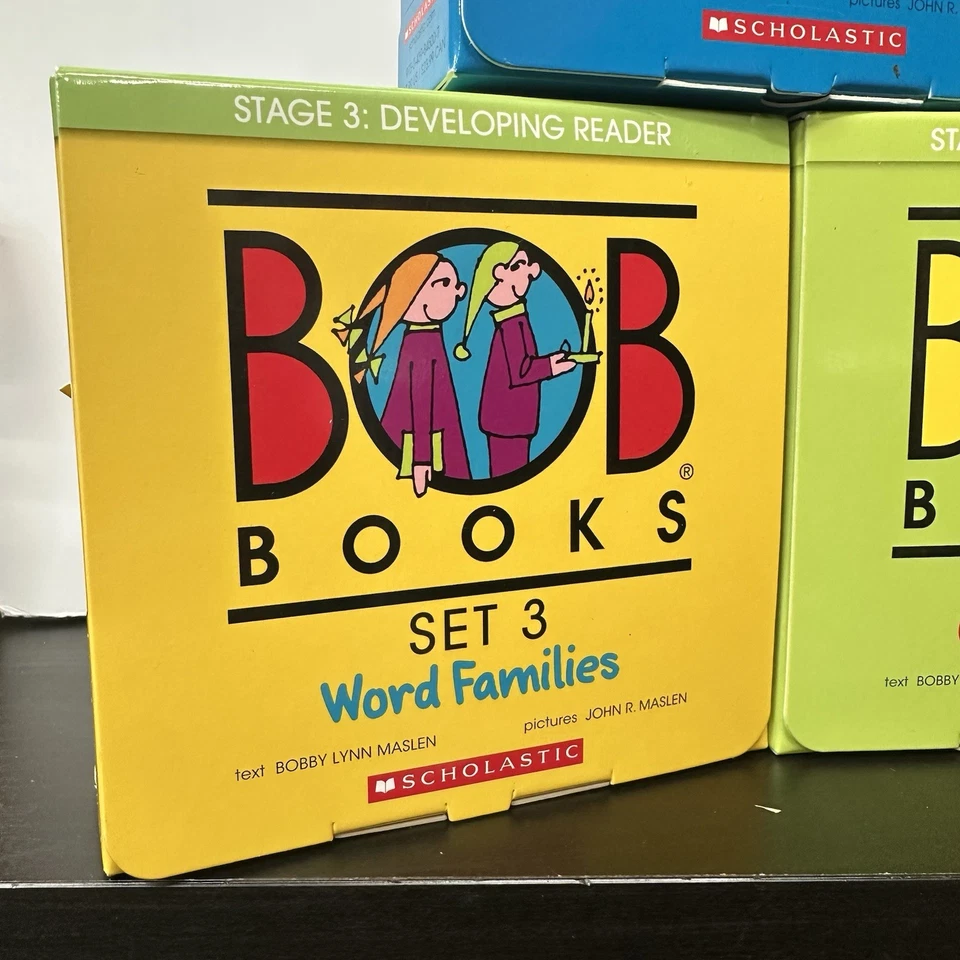 pictures JOHN R.
SCHOLASTIC
STAGE 3: DEVELOPING READER
BOB
BOOKS
®
SET 3
Word Families
text BOBBY LYNN MASLEN
pictures JOHN R. MASLEN
SCHOLASTIC
STA
B
B
text BOBBY